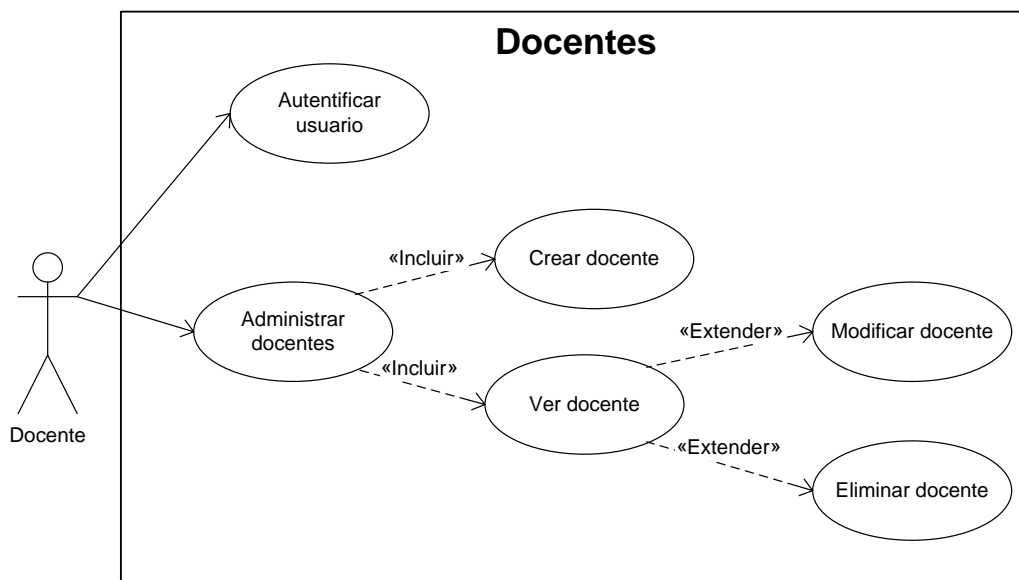 Docentes
Autentificar
usuario
«Incluir»
Crear docente
Administrar
docentes
«Extender»
Modificar docente
«Incluir»
Ver docente
Docente
«Extender»
Eliminar docente